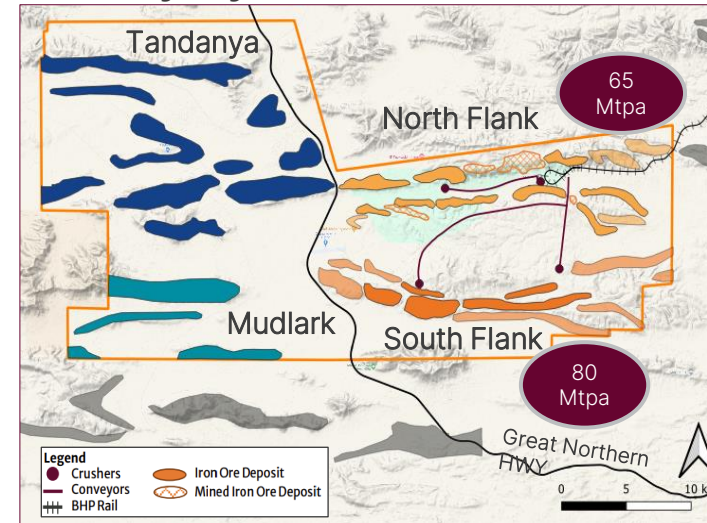 Tandanya
65
Mtpa
North Flank
Mudlark
South Flank
80
Mtpa
Great Northern
HWY
Legend
Crushers
Conveyors
BHP Rail
Iron Ore Deposit
Mined Iron Ore Deposit
0 5 10 k